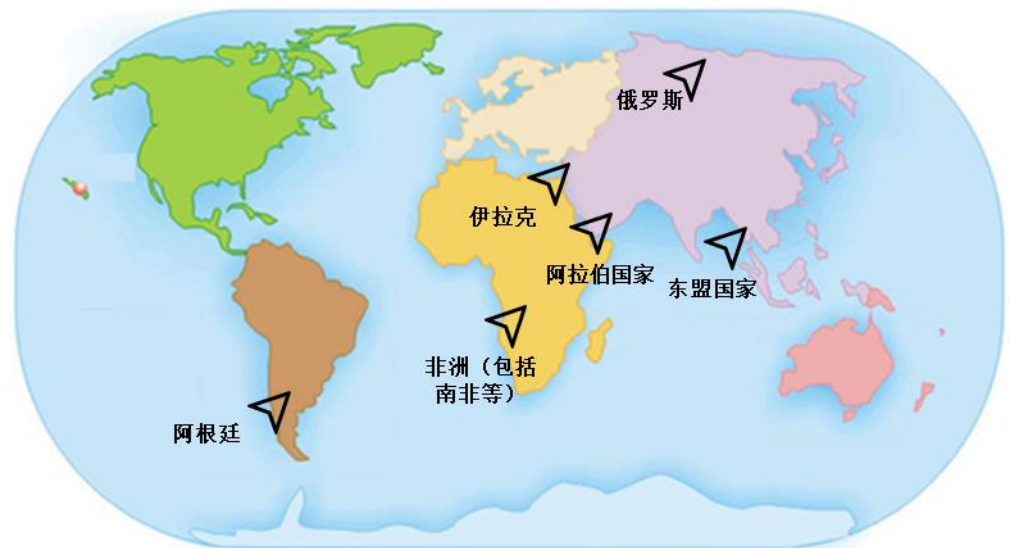 俄罗斯
伊拉克
阿拉伯国家
东盟国家
非洲（包括
南非等）
阿根廷